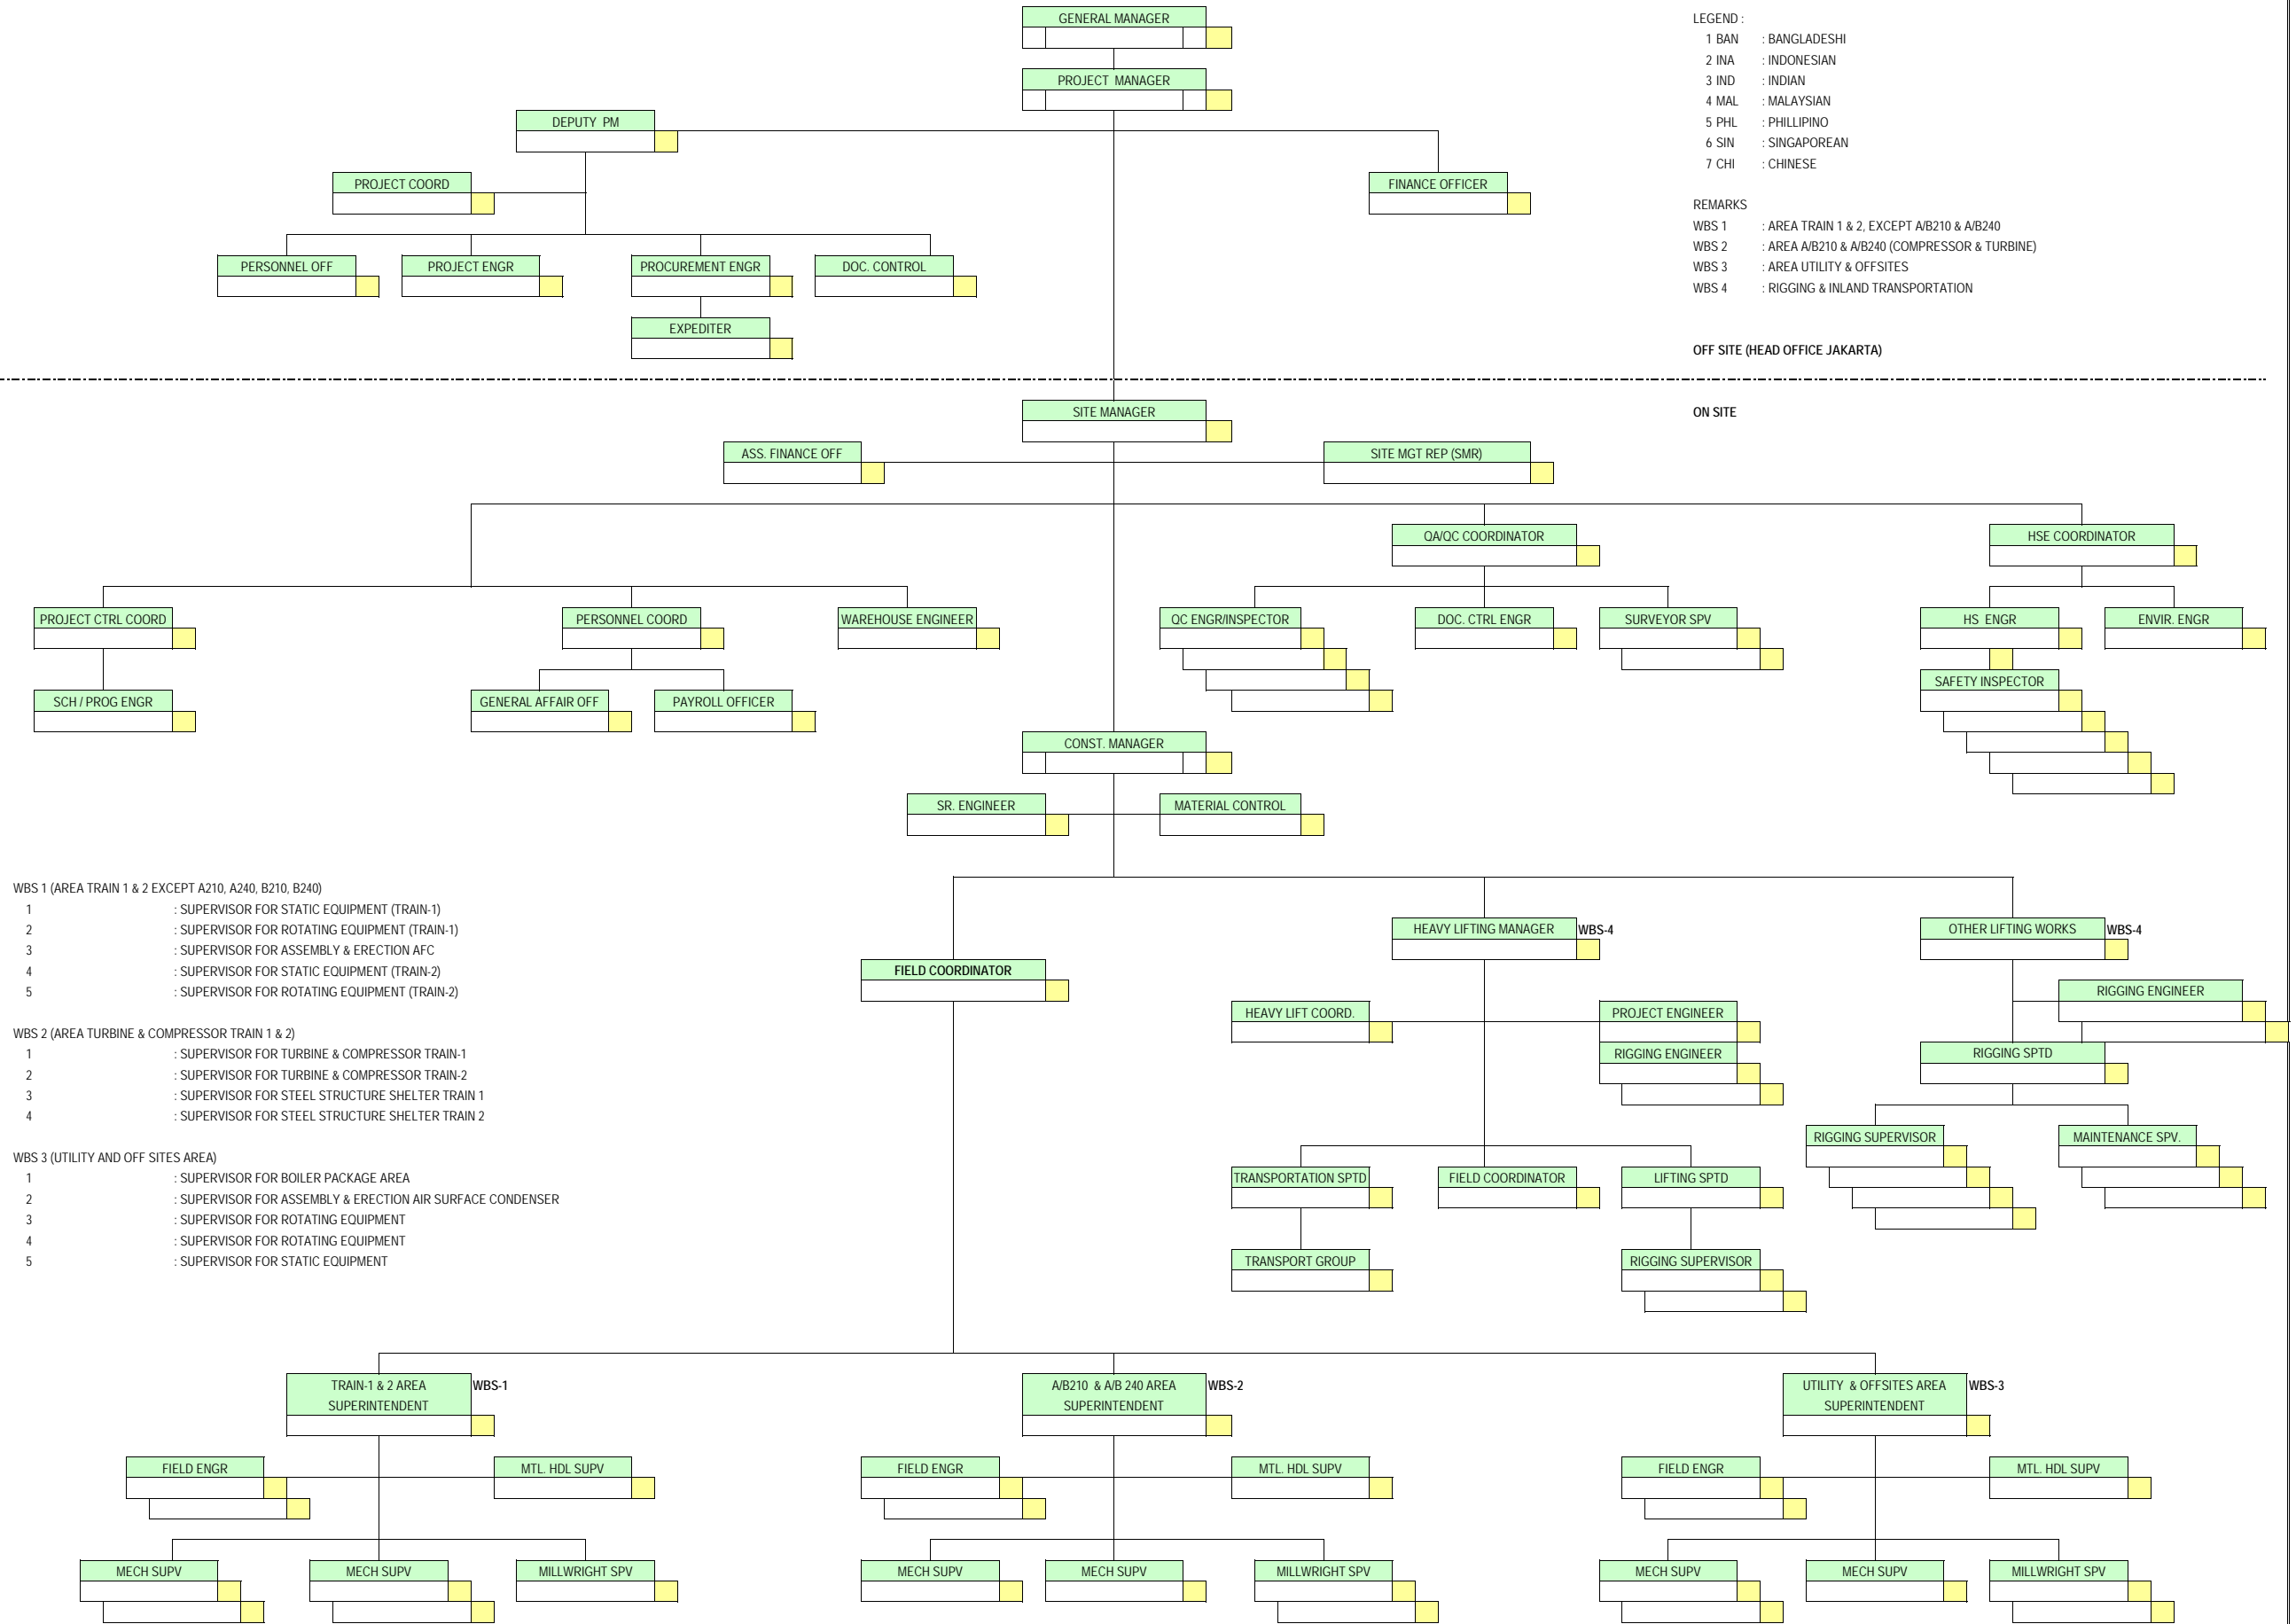 GENERAL MANAGER
LEGEND :
1 BAN : BANGLADESHI
2 INA : INDONESIAN
3 IND : INDIAN
4 MAL : MALAYSIAN
5 PHL : PHILLIPINO
6 SIN : SINGAPOREAN
7 CHI : CHINESE
PROJECT MANAGER
DEPUTY PM
PROJECT COORD
FINANCE OFFICER
REMARKS
WBS 1 : AREA TRAIN 1 & 2, EXCEPT A/B210 & A/B240
WBS 2 : AREA A/B210 & A/B240 (COMPRESSOR & TURBINE)
WBS 3 : AREA UTILITY & OFFSITES
WBS 4 : RIGGING & INLAND TRANSPORTATION
PERSONNEL OFF
PROJECT ENGR
PROCUREMENT ENGR
DOC. CONTROL
EXPEDITER
OFF SITE (HEAD OFFICE JAKARTA)
SITE MANAGER
ON SITE
ASS. FINANCE OFF
SITE MGT REP (SMR)
QA/QC COORDINATOR
HSE COORDINATOR
PROJECT CTRL COORD
PERSONNEL COORD
WAREHOUSE ENGINEER
QC ENGR/INSPECTOR
DOC. CTRL ENGR
SURVEYOR SPV
HS ENGR
ENVIR. ENGR
SAFETY INSPECTOR
SCH / PROG ENGR
GENERAL AFFAIR OFF
PAYROLL OFFICER
CONST. MANAGER
SR. ENGINEER
MATERIAL CONTROL
WBS 1 (AREA TRAIN 1 & 2 EXCEPT A210, A240, B210, B240)
1 : SUPERVISOR FOR STATIC EQUIPMENT (TRAIN-1)
2 : SUPERVISOR FOR ROTATING EQUIPMENT (TRAIN-1)
3 : SUPERVISOR FOR ASSEMBLY & ERECTION AFC
4 : SUPERVISOR FOR STATIC EQUIPMENT (TRAIN-2)
5 : SUPERVISOR FOR ROTATING EQUIPMENT (TRAIN-2)
WBS 2 (AREA TURBINE & COMPRESSOR TRAIN 1 & 2)
1 : SUPERVISOR FOR TURBINE & COMPRESSOR TRAIN-1
2 : SUPERVISOR FOR TURBINE & COMPRESSOR TRAIN-2
3 : SUPERVISOR FOR STEEL STRUCTURE SHELTER TRAIN 1
4 : SUPERVISOR FOR STEEL STRUCTURE SHELTER TRAIN 2
WBS 3 (UTILITY AND OFF SITES AREA)
1 : SUPERVISOR FOR BOILER PACKAGE AREA
2 : SUPERVISOR FOR ASSEMBLY & ERECTION AIR SURFACE CONDENSER
3 : SUPERVISOR FOR ROTATING EQUIPMENT
4 : SUPERVISOR FOR ROTATING EQUIPMENT
5 : SUPERVISOR FOR STATIC EQUIPMENT
HEAVY LIFTING MANAGER WBS-4
OTHER LIFTING WORKS WBS-4
FIELD COORDINATOR
RIGGING ENGINEER
HEAVY LIFT COORD.
PROJECT ENGINEER
RIGGING ENGINEER
RIGGING SPTD
RIGGING SUPERVISOR
MAINTENANCE SPV.
TRANSPORTATION SPTD
FIELD COORDINATOR
LIFTING SPTD
TRANSPORT GROUP
RIGGING SUPERVISOR
TRAIN-1 & 2 AREA WBS-1
SUPERINTENDENT
A/B210 & A/B 240 AREA WBS-2
SUPERINTENDENT
UTILITY & OFFSITES AREA WBS-3
SUPERINTENDENT
FIELD ENGR
MTL. HDL SUPV
FIELD ENGR
MTL. HDL SUPV
FIELD ENGR
MTL. HDL SUPV
MECH SUPV
MECH SUPV
MILLWRIGHT SPV
MECH SUPV
MECH SUPV
MILLWRIGHT SPV
MECH SUPV
MECH SUPV
MILLWRIGHT SPV